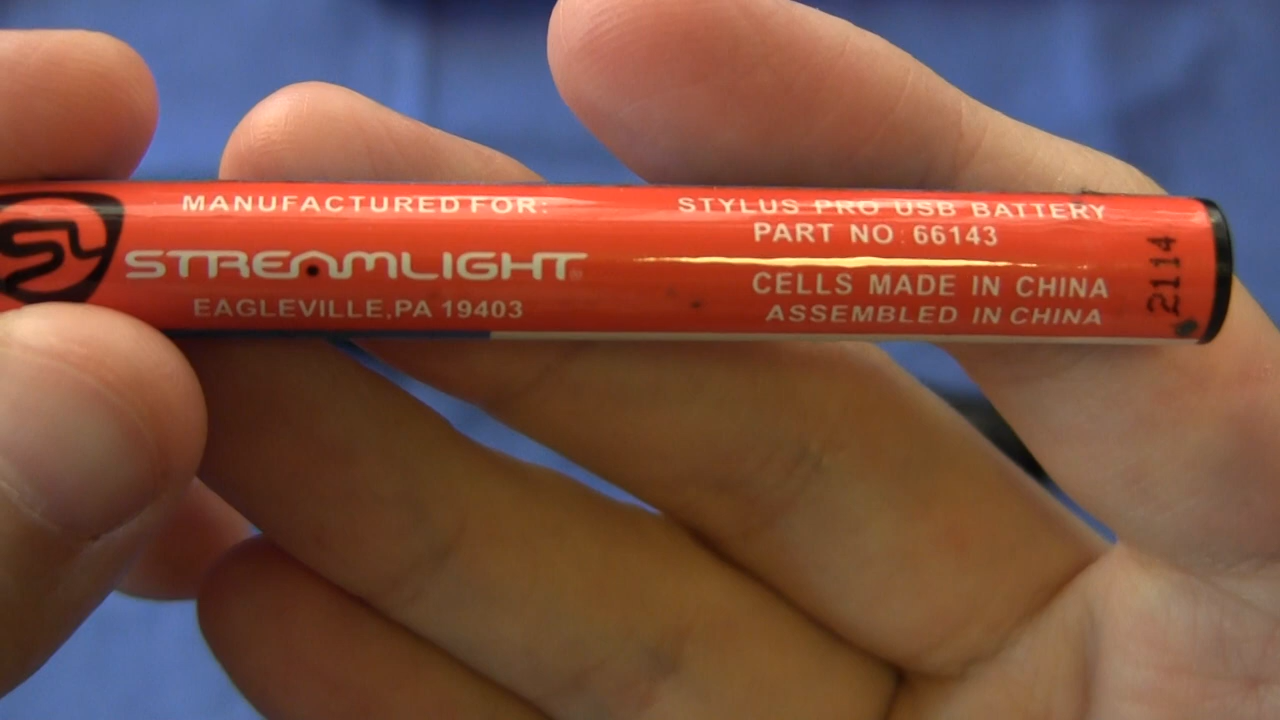 SL
MANUFACTURED FOR:
STREAMLIGHT
EAGLEVILLE,PA 19403
STYLUS PRO USB BATTERY
PART NO 66143
CELLS MADE IN CHINA
ASSEMBLED IN CHINA
2114